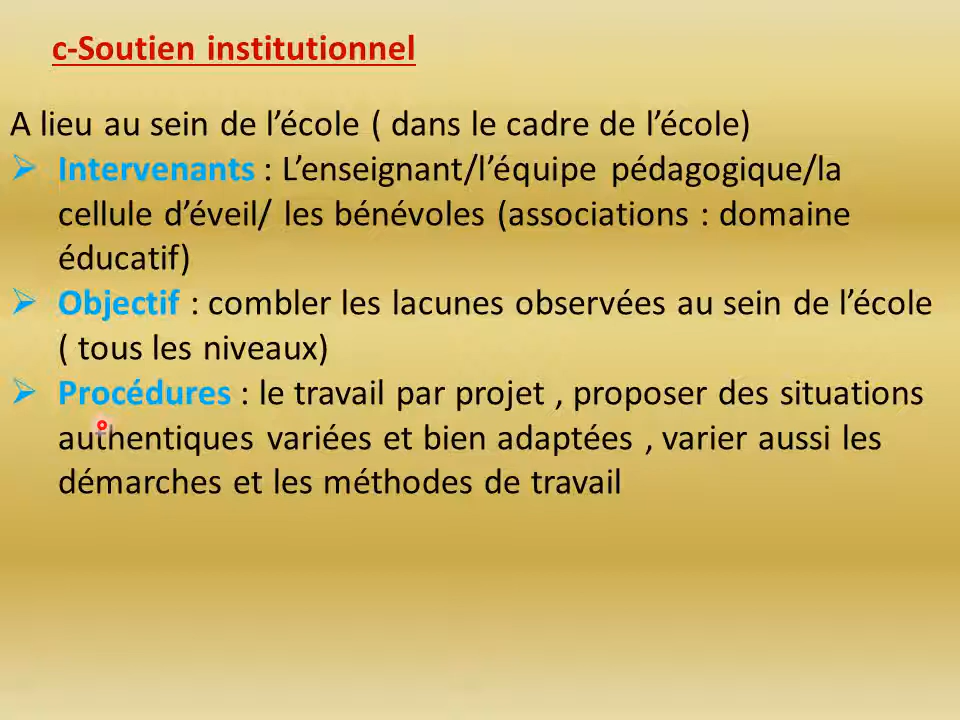 c-Soutien institutionnel
A lieu au sein de l’école ( dans le cadre de l’école)
➢ Intervenants : L’enseignant/l’équipe pédagogique/la
cellule d’éveil/ les bénévoles (associations : domaine
éducatif)
➢ Objectif : combler les lacunes observées au sein de l’école
( tous les niveaux)
➢ Procédures : le travail par projet , proposer des situations
authentiques variées et bien adaptées , varier aussi les
démarches et les méthodes de travail